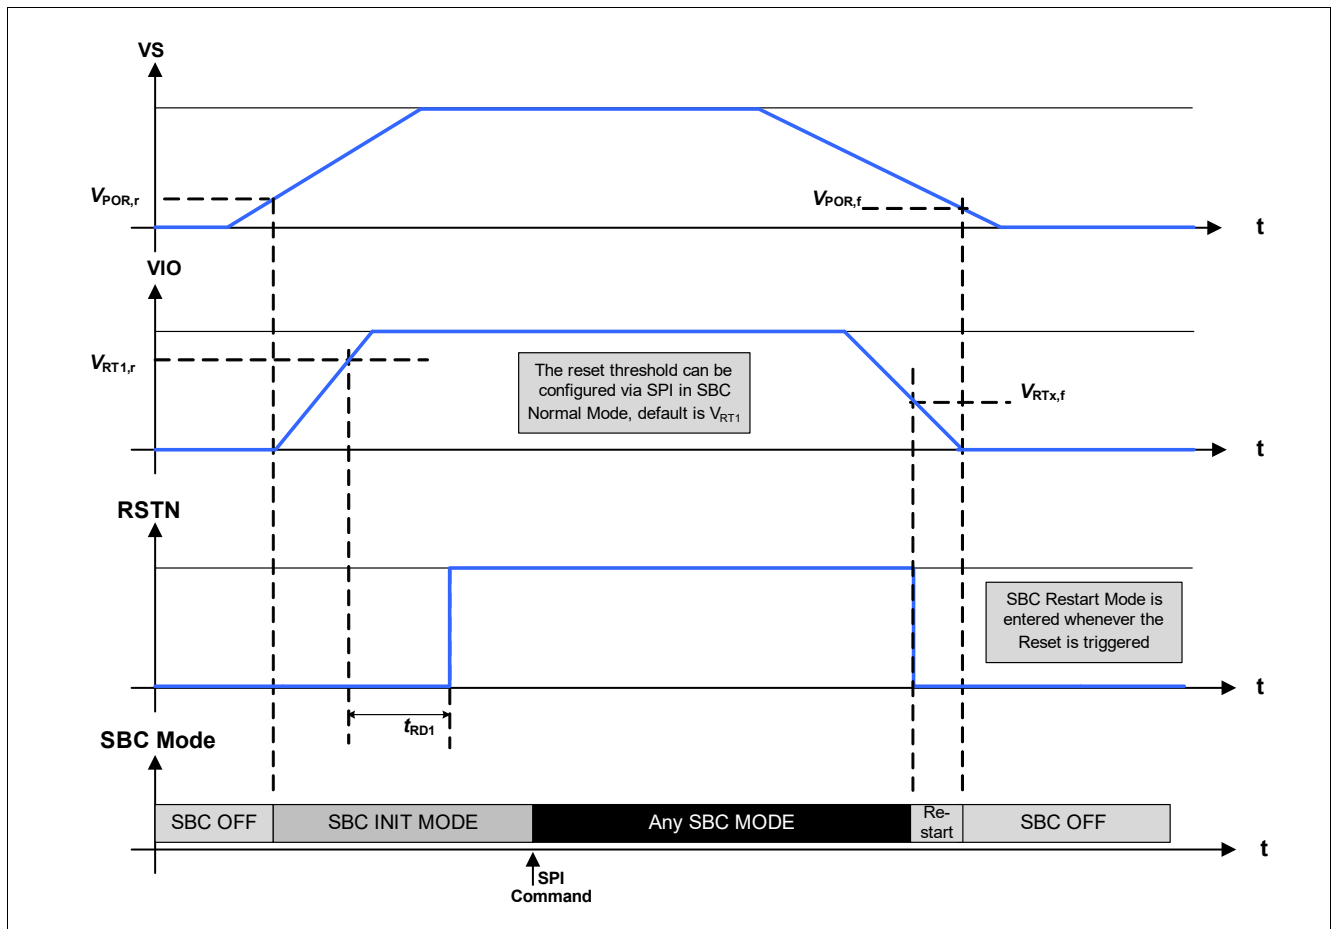 VS
VPOR,r
VPOR,f
t
VIO
VRT1,r
The reset threshold can be
configured via SPI in SBC
Normal Mode, default is VRT1
VRTx,f
t
RSTN
SBC Restart Mode is
entered whenever the
Reset is triggered
t
tRD1
SBC Mode
SBC OFF
SBC INIT MODE
Any SBC MODE
Re-
start
SBC OFF
t
SPI
Command